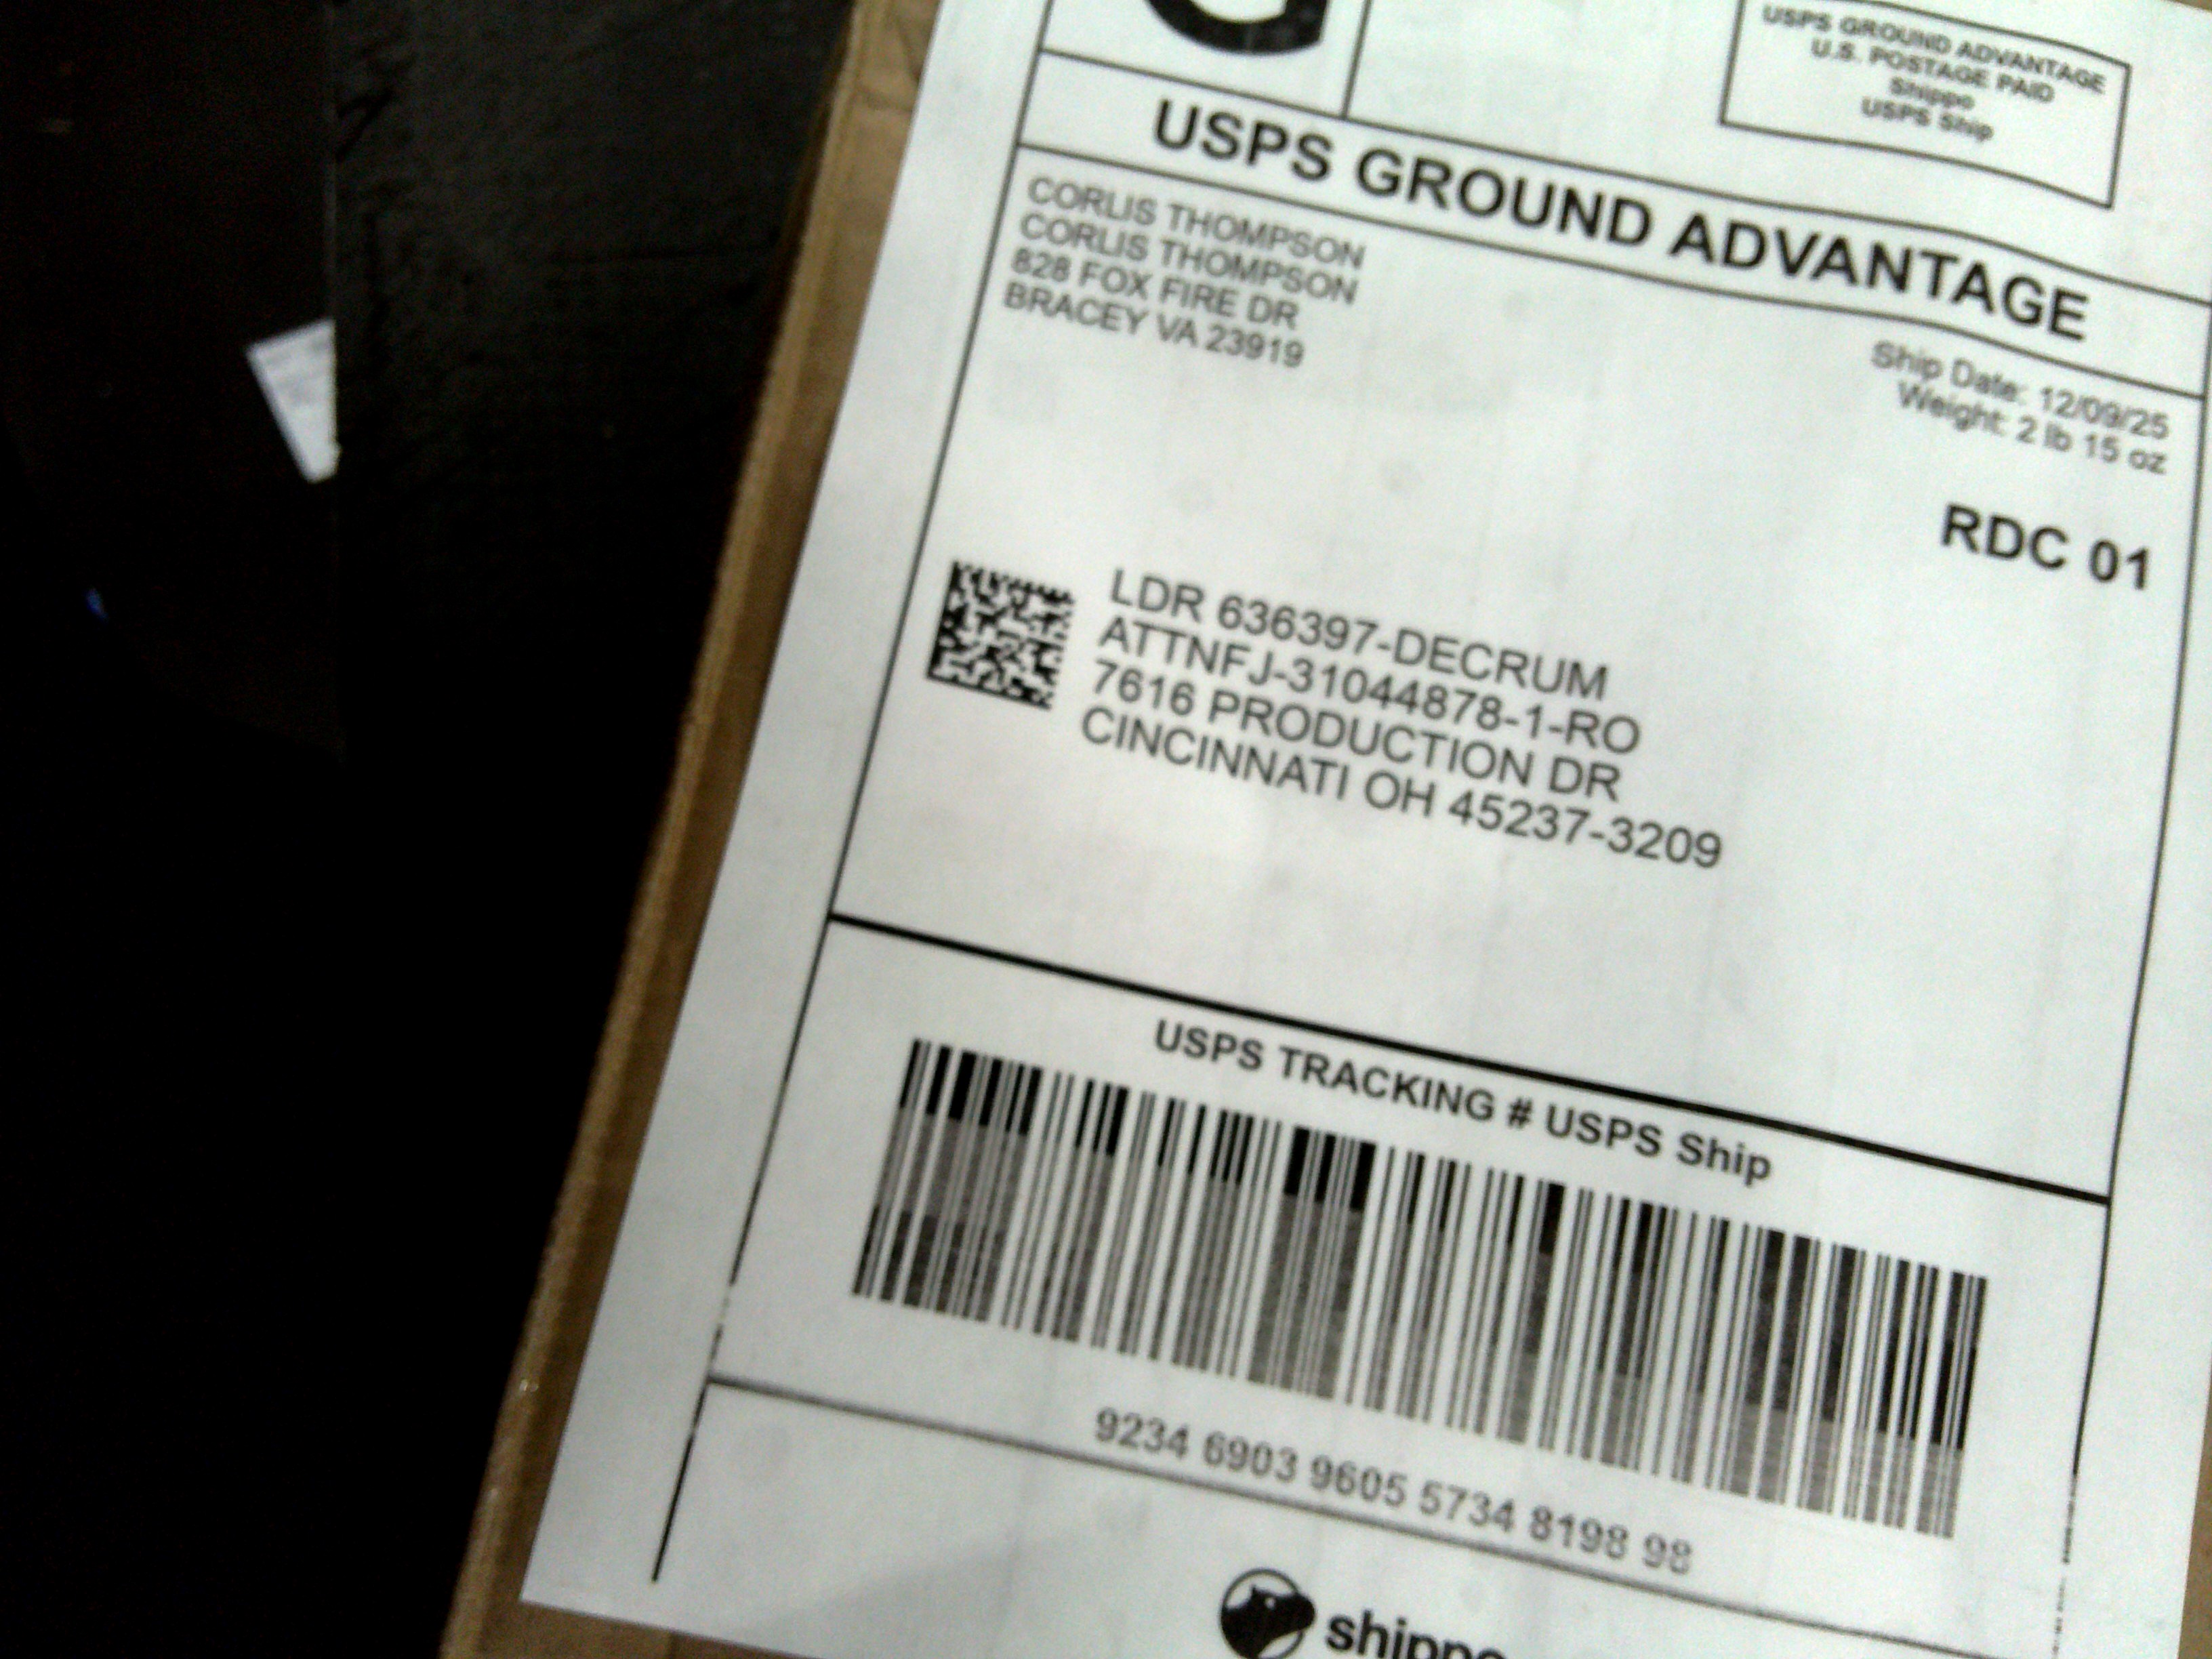 USPS GROUND ADVANTAGE
U.S. POSTAGE PAID
Shippo
USPS Ship
USPS GROUND ADVANTAGE
CORLIS THOMPSON
CORLIS THOMPSON
828 FOX FIRE DR
BRACEY VA 23919
Ship Date: 12/09/25
Weight: 2 lb 15 oz
RDC 01
LDR 636397-DECRUM
ATTNFJ-31044878-1-RO
7616 PRODUCTION DR
CINCINNATI OH 45237-3209
USPS TRACKING # USPS Ship
9234 6903 9605 5734 8198 98
shippo